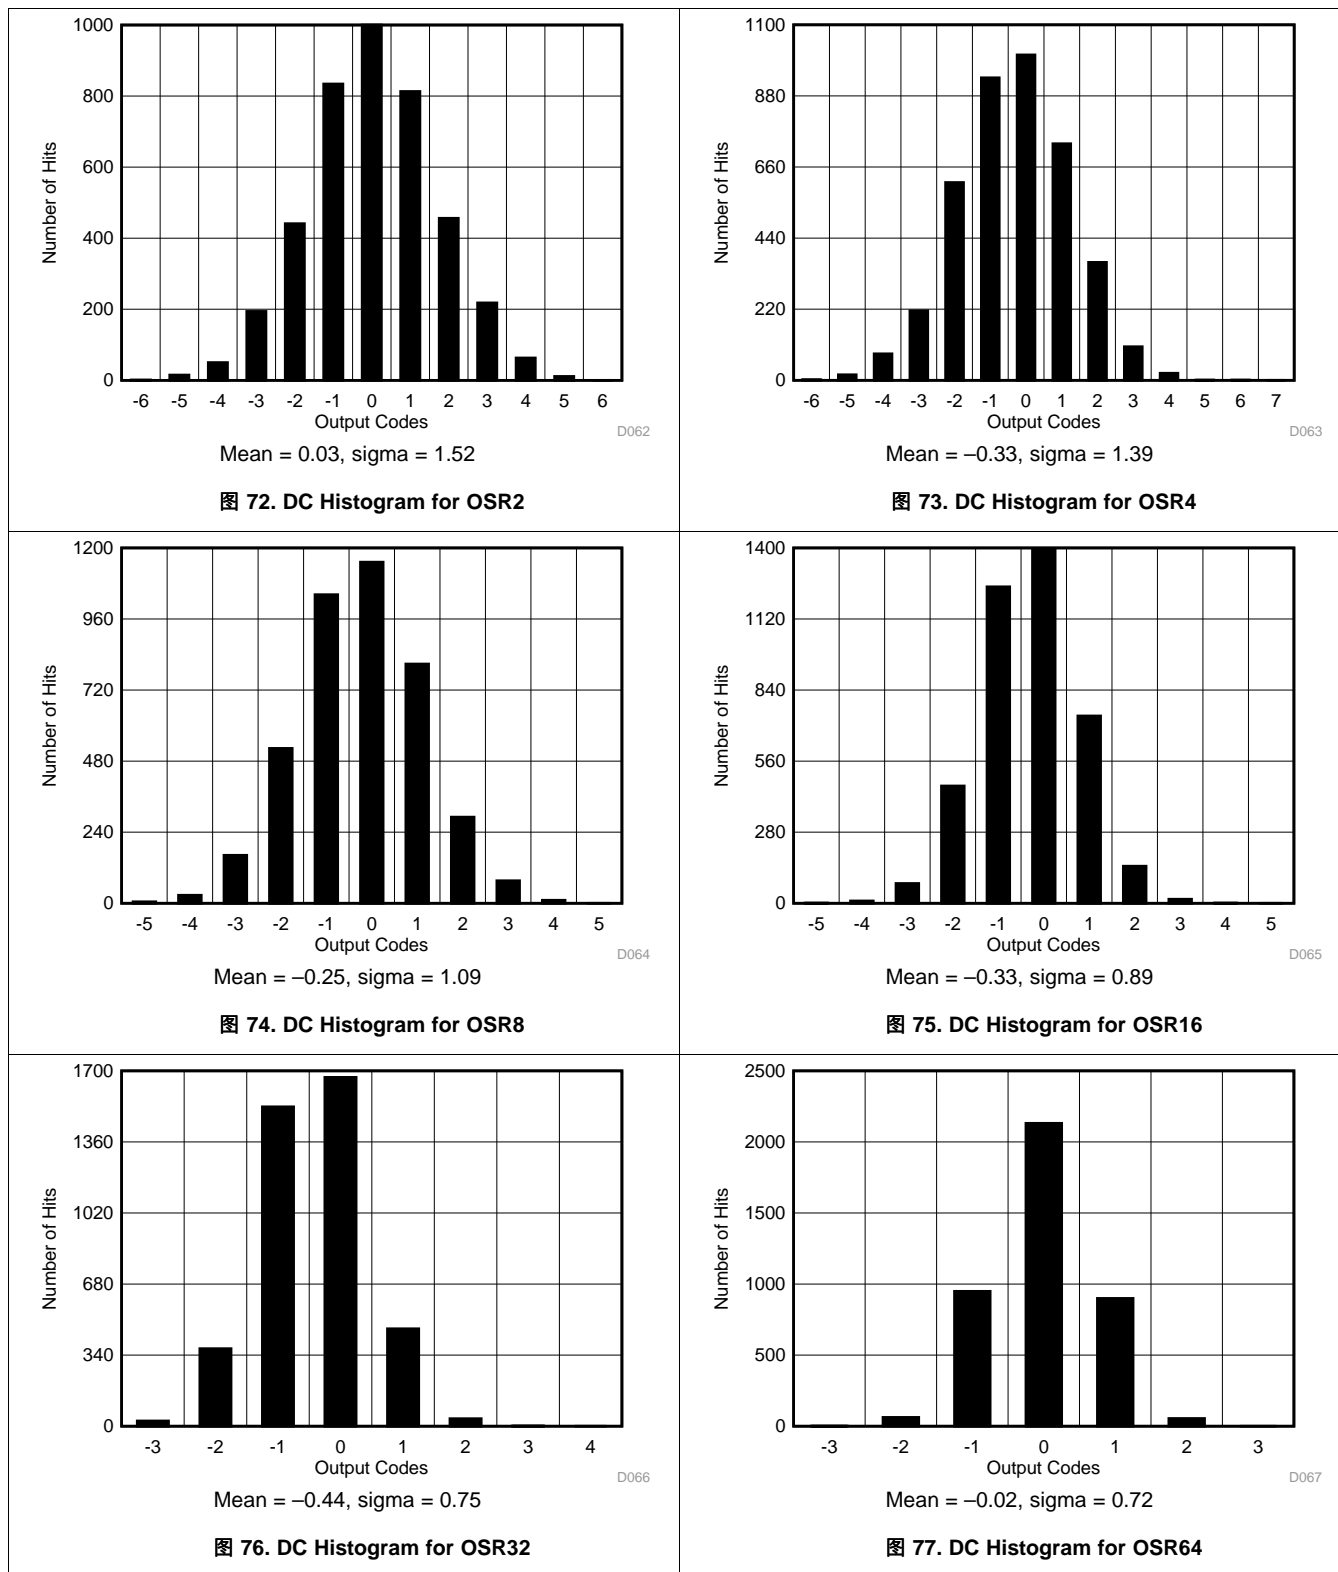 1000
800
600
400
200
0
Number of Hits
-6 -5 -4 -3 -2 -1 0 1 2 3 4 5 6
Output Codes
D062
Mean = 0.03, sigma = 1.52
图 72. DC Histogram for OSR2
1100
880
660
440
220
0
Number of Hits
-6 -5 -4 -3 -2 -1 0 1 2 3 4 5 6 7
Output Codes
D063
Mean = –0.33, sigma = 1.39
图 73. DC Histogram for OSR4
1200
960
720
480
240
0
Number of Hits
-5 -4 -3 -2 -1 0 1 2 3 4 5
Output Codes
D064
Mean = –0.25, sigma = 1.09
图 74. DC Histogram for OSR8
1400
1120
840
560
280
0
Number of Hits
-5 -4 -3 -2 -1 0 1 2 3 4 5
Output Codes
D065
Mean = –0.33, sigma = 0.89
图 75. DC Histogram for OSR16
1700
1360
1020
680
340
0
Number of Hits
-3 -2 -1 0 1 2 3 4
Output Codes
D066
Mean = –0.44, sigma = 0.75
图 76. DC Histogram for OSR32
2500
2000
1500
1000
500
0
Number of Hits
-3 -2 -1 0 1 2 3
Output Codes
D067
Mean = –0.02, sigma = 0.72
图 77. DC Histogram for OSR64